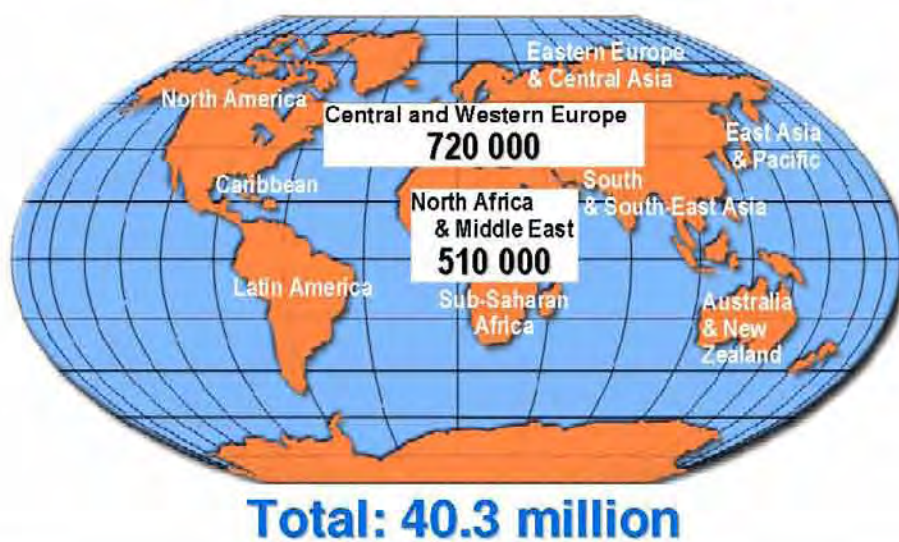 Eastern Europe
& Central Asia
North America
Central and Western Europe
720 000
East Asia
& Pacific
Caribbean
South
& South-East Asia
North Africa
& Middle East
510 000
Latin America
Sub-Saharan
Africa
Australia
& New
Zealand
Total: 40.3 million